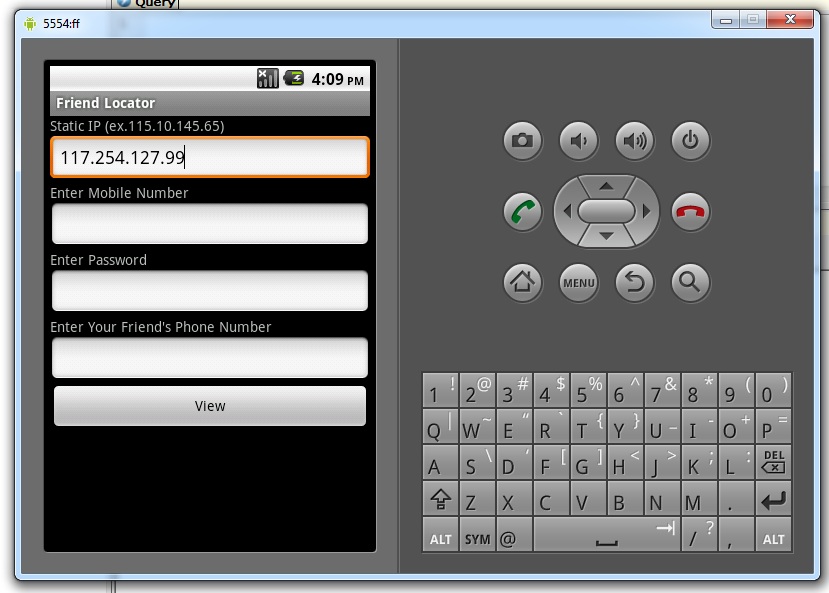 Query
5554:ff
4:09 PM
Friend Locator
Static IP (ex.115.10.145.65)
117.254.127.99
Enter Mobile Number
Enter Password
Enter Your Friend's Phone Number
View
MENU
1 ! 2 @ 3 # 4 $ 5 % 6 ^ 7 & 8 * 9 ( 0 )
Q | W ~ E “ R ` T { Y } U _ I - O + P =
A S \ D ‘ F [ G ] H < J > K ; L : DEL
Z X C V B N M .
ALT SYM @ / ? , ALT